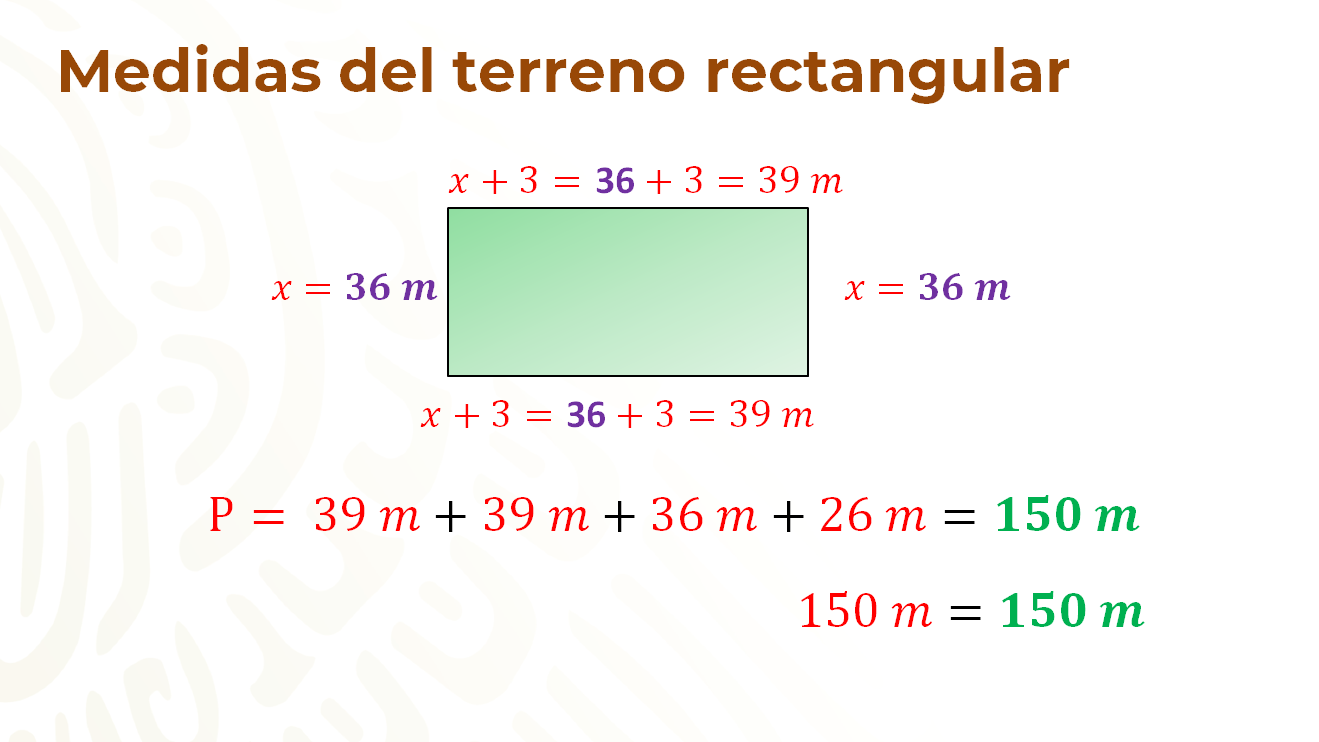 Medidas del terreno rectangular
x + 3 = 36 + 3 = 39 m
x = 36 m
x = 36 m
x + 3 = 36 + 3 = 39 m
P = 39 m + 39 m + 36 m + 26 m = 150 m
150 m = 150 m